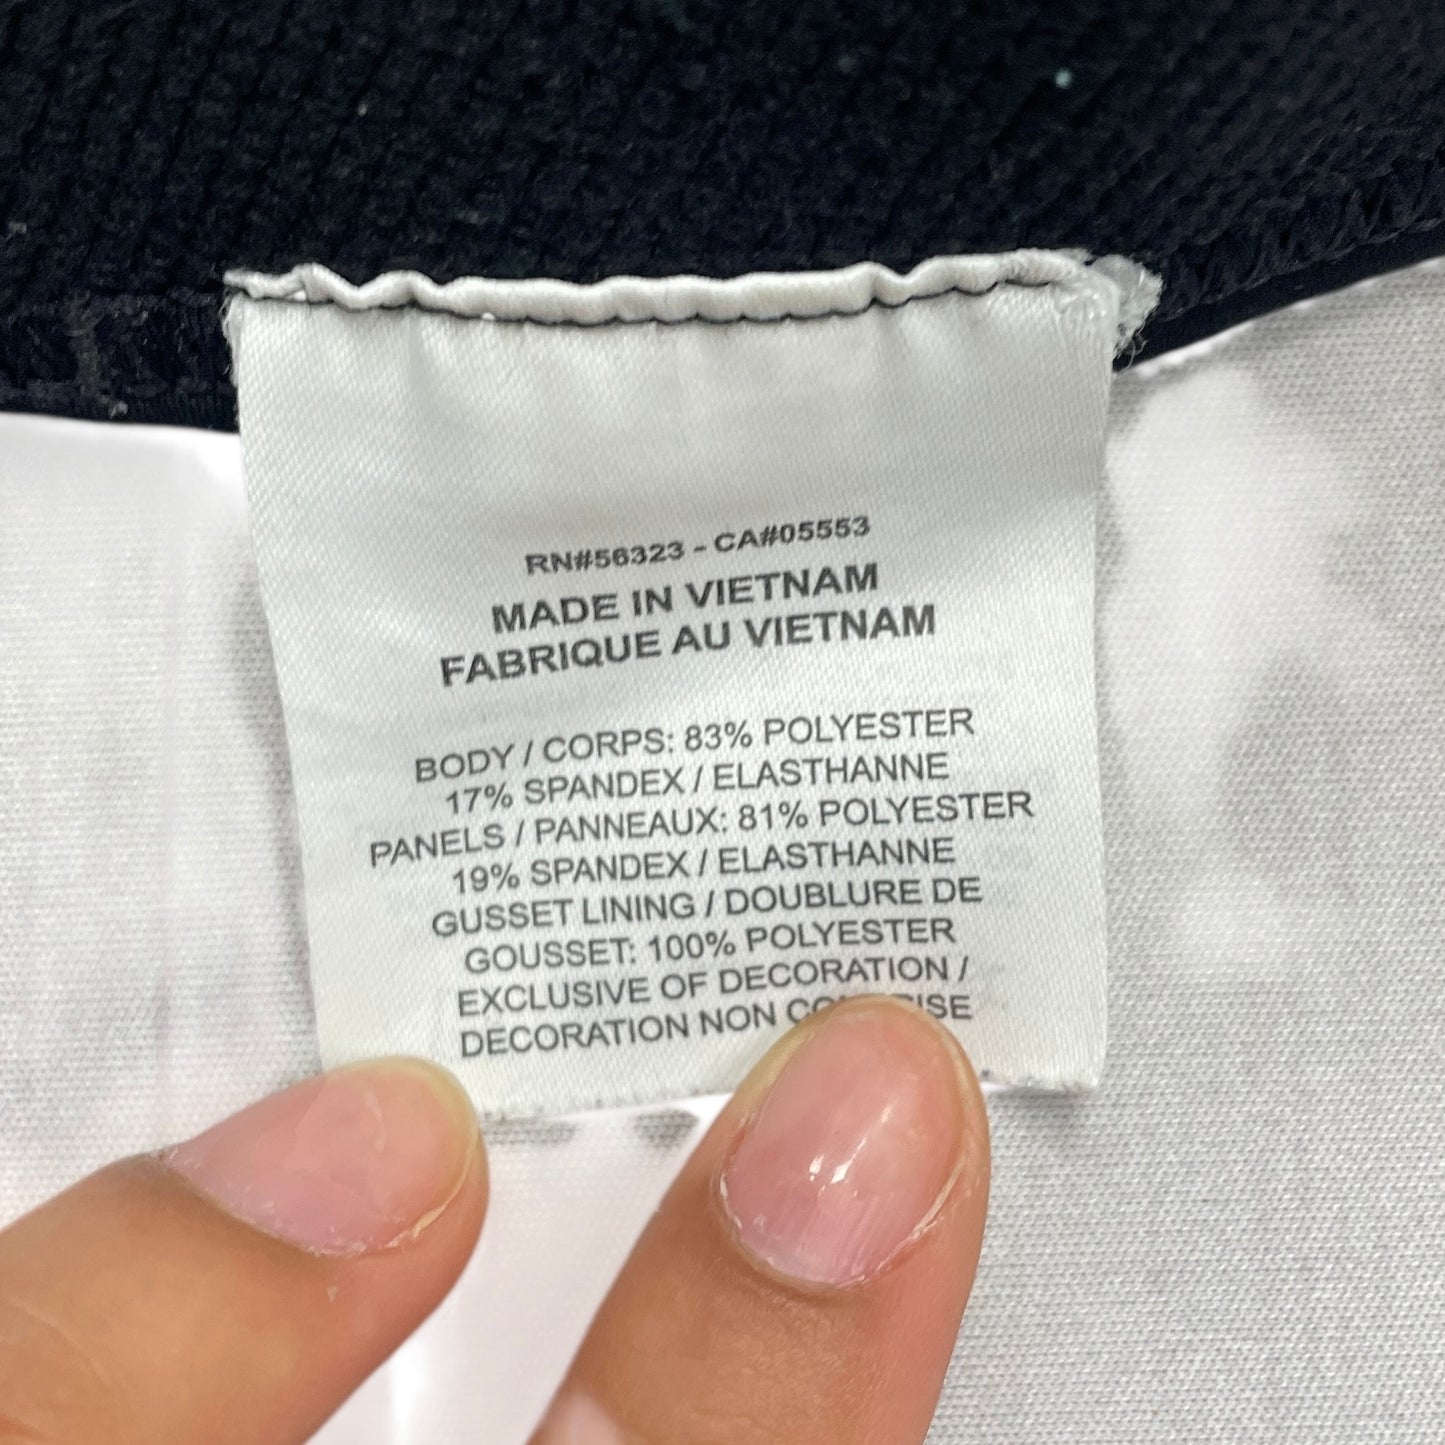 RN#56323 - CA#05553
MADE IN VIETNAM
FABRIQUE AU VIETNAM
BODY / CORPS: 83% POLYESTER
17% SPANDEX / ELASTHANNE
PANELS / PANNEAUX: 81% POLYESTER
19% SPANDEX / ELASTHANNE
GUSSET LINING / DOUBLURE DE
GOUSSET: 100% POLYESTER
EXCLUSIVE OF DECORATION /
DECORATION NON